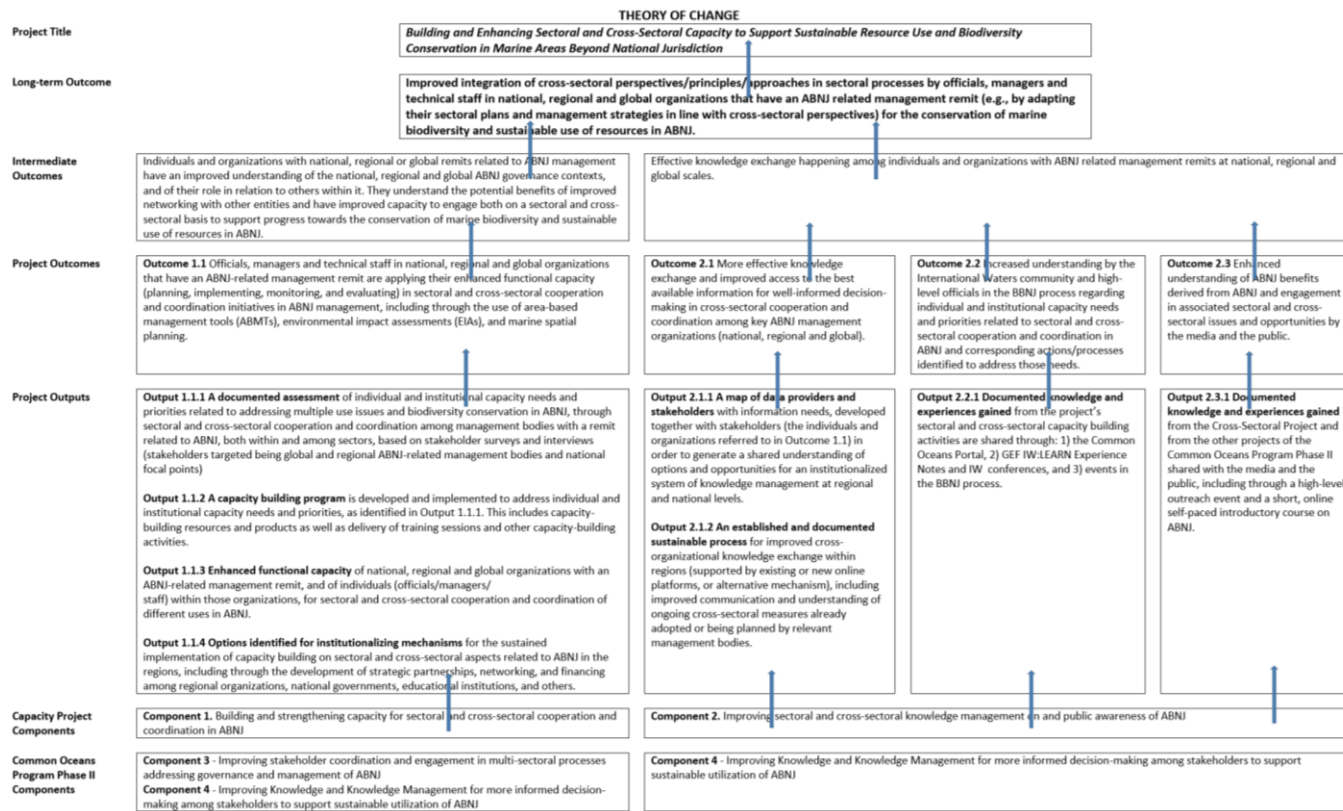 THEORY OF CHANGE
Project Title
Building and Enhancing Sectoral and Cross-Sectoral Capacity to Support Sustainable Resource Use and Biodiversity
Conservation in Marine Areas Beyond National Jurisdiction
Long-term Outcome
Improved integration of cross-sectoral perspectives/principles/approaches in sectoral processes by officials, managers and
technical staff in national, regional and global organizations that have an ABNJ related management remit (e.g., by adapting
their sectoral plans and management strategies in line with cross-sectoral perspectives) for the conservation of marine
biodiversity and sustainable use of resources in ABNJ.
Intermediate
Outcomes
Individuals and organizations with national, regional or global remits related to ABNJ management
have an improved understanding of the national, regional and global ABNJ governance contexts,
and of their role in relation to others within it. They understand the potential benefits of improved
networking with other entities and have improved capacity to engage both on a sectoral and cross-
sectoral basis to support progress towards the conservation of marine biodiversity and sustainable
use of resources in ABNJ.
Effective knowledge exchange happening among individuals and organizations with ABNJ related management remits at national, regional and
global scales.
Project Outcomes
Outcome 1.1 Officials, managers and technical staff in national, regional and global organizations
that have an ABNJ-related management remit are applying their enhanced functional capacity
(planning, implementing, monitoring, and evaluating) in sectoral and cross-sectoral cooperation
and coordination initiatives in ABNJ management, including through the use of area-based
management tools (ABMTs), environmental impact assessments (EIAs), and marine spatial
planning.
Outcome 2.1 More effective knowledge
exchange and improved access to the best
available information for well-informed decision-
making in cross-sectoral cooperation and
coordination among key ABNJ management
organizations (national, regional and global).
Outcome 2.2 Increased understanding by the
International Waters community and high-
level officials in the BBNJ process regarding
individual and institutional capacity needs
and priorities related to sectoral and cross-
sectoral cooperation and coordination in
ABNJ and corresponding actions/processes
identified to address those needs.
Outcome 2.3 Enhanced
understanding of ABNJ benefits
derived from ABNJ and engagement
in associated sectoral and cross-
sectoral issues and opportunities by
the media and the public.
Project Outputs
Output 1.1.1 A documented assessment of individual and institutional capacity needs and
priorities related to addressing multiple use issues and biodiversity conservation in ABNJ, through
sectoral and cross-sectoral cooperation and coordination among management bodies with a remit
related to ABNJ, both within and among sectors, based on stakeholder surveys and interviews
(stakeholders targeted being global and regional ABNJ-related management bodies and national
focal points)
Output 1.1.2 A capacity building program is developed and implemented to address individual and
institutional capacity needs and priorities, as identified in Output 1.1.1. This includes capacity-
building resources and products as well as delivery of training sessions and other capacity-building
activities.
Output 1.1.3 Enhanced functional capacity of national, regional and global organizations with an
ABNJ-related management remit, and of individuals (officials/managers/
staff) within those organizations, for sectoral and cross-sectoral cooperation and coordination of
different uses in ABNJ.
Output 1.1.4 Options identified for institutionalizing mechanisms for the sustained
implementation of capacity building on sectoral and cross-sectoral aspects related to ABNJ in the
regions, including through the development of strategic partnerships, networking, and financing
among regional organizations, national governments, educational institutions, and others.
Output 2.1.1 A map of data providers and
stakeholders with information needs, developed
together with stakeholders (the individuals and
organizations referred to in Outcome 1.1) in
order to generate a shared understanding of
options and opportunities for an institutionalized
system of knowledge management at regional
and national levels.
Output 2.1.2 An established and documented
sustainable process for improved cross-
organizational knowledge exchange within
regions (supported by existing or new online
platforms, or alternative mechanism), including
improved communication and understanding of
ongoing cross-sectoral measures already
adopted or being planned by relevant
management bodies.
Output 2.2.1 Documented knowledge and
experiences gained from the project's
sectoral and cross-sectoral capacity building
activities are shared through: 1) the Common
Oceans Portal, 2) GEF IW:LEARN Experience
Notes and IW conferences, and 3) events in
the BBNJ process.
Output 2.3.1 Documented
knowledge and experiences gained
from the Cross-Sectoral Project and
from the other projects of the
Common Oceans Program Phase II
shared with the media and the
public, including through a high-level
outreach event and a short, online
self-paced introductory course on
ABNJ.
Capacity Project
Components
Component 1. Building and strengthening capacity for sectoral and cross-sectoral cooperation and
coordination in ABNJ
Component 2. Improving sectoral and cross-sectoral knowledge management on and public awareness of ABNJ
Common Oceans
Program Phase II
Components
Component 3 - Improving stakeholder coordination and engagement in multi-sectoral processes
addressing governance and management of ABNJ
Component 4 - Improving Knowledge and Knowledge Management for more informed decision-
making among stakeholders to support sustainable utilization of ABNJ
Component 4 - Improving Knowledge and Knowledge Management for more informed decision-making among stakeholders to support
sustainable utilization of ABNJ